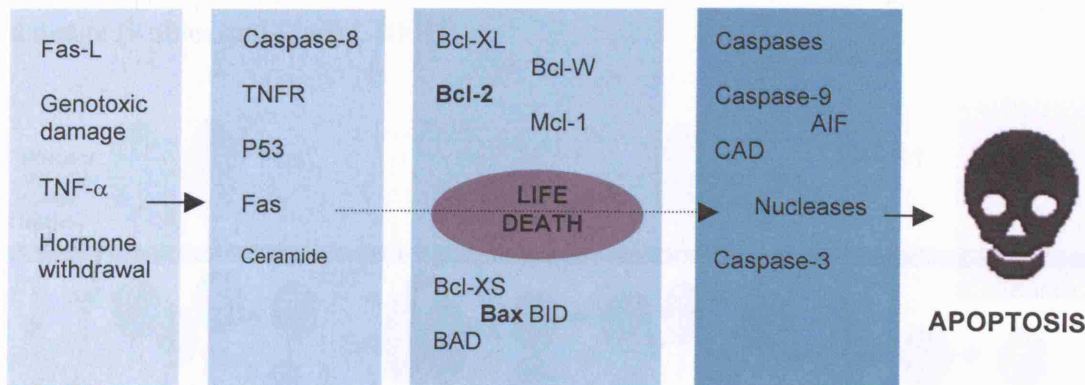 Fas-L
Genotoxic
damage
TNF-α
Hormone
withdrawal
Caspase-8
TNFR
P53
Fas
Ceramide
Bcl-XL
Bcl-W
Bcl-2
Mcl-1
LIFE
DEATH
Bcl-XS
Bax BID
BAD
Caspases
Caspase-9
AIF
CAD
Nucleases
Caspase-3
APOPTOSIS